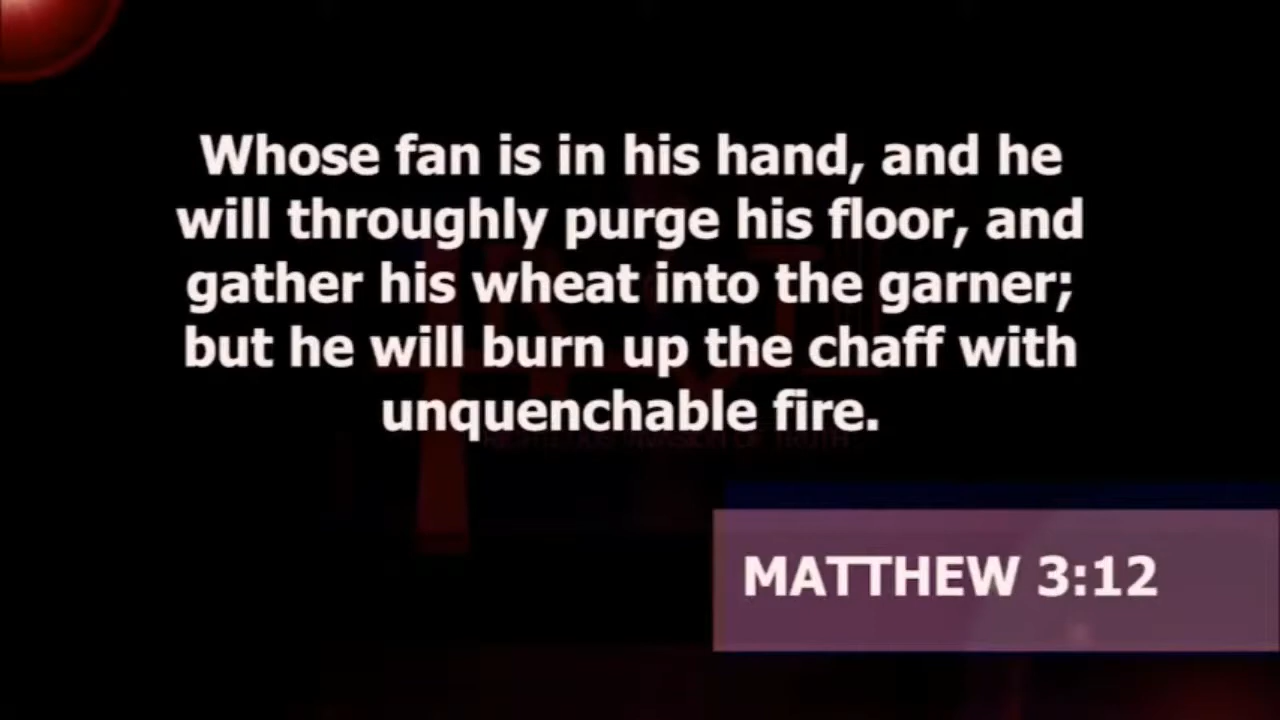 Whose fan is in his hand, and he
will throughly purge his floor, and
gather his wheat into the garner;
but he will burn up the chaff with
unquenchable fire.
MATTHEW 3:12